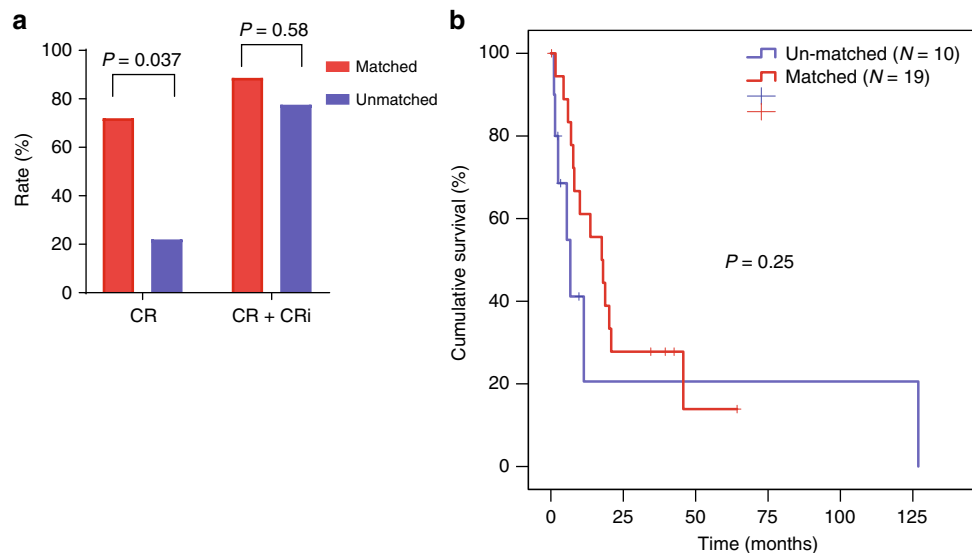 a
P = 0.037
P = 0.58
100
80
60
40
20
0
Rate (%)
CR
CR + CRi
Matched
Unmatched
b
100
80
60
40
20
0
Cumulative survival (%)
Un-matched (N = 10)
Matched (N = 19)
P = 0.25
0
25
50
75
100
125
Time (months)